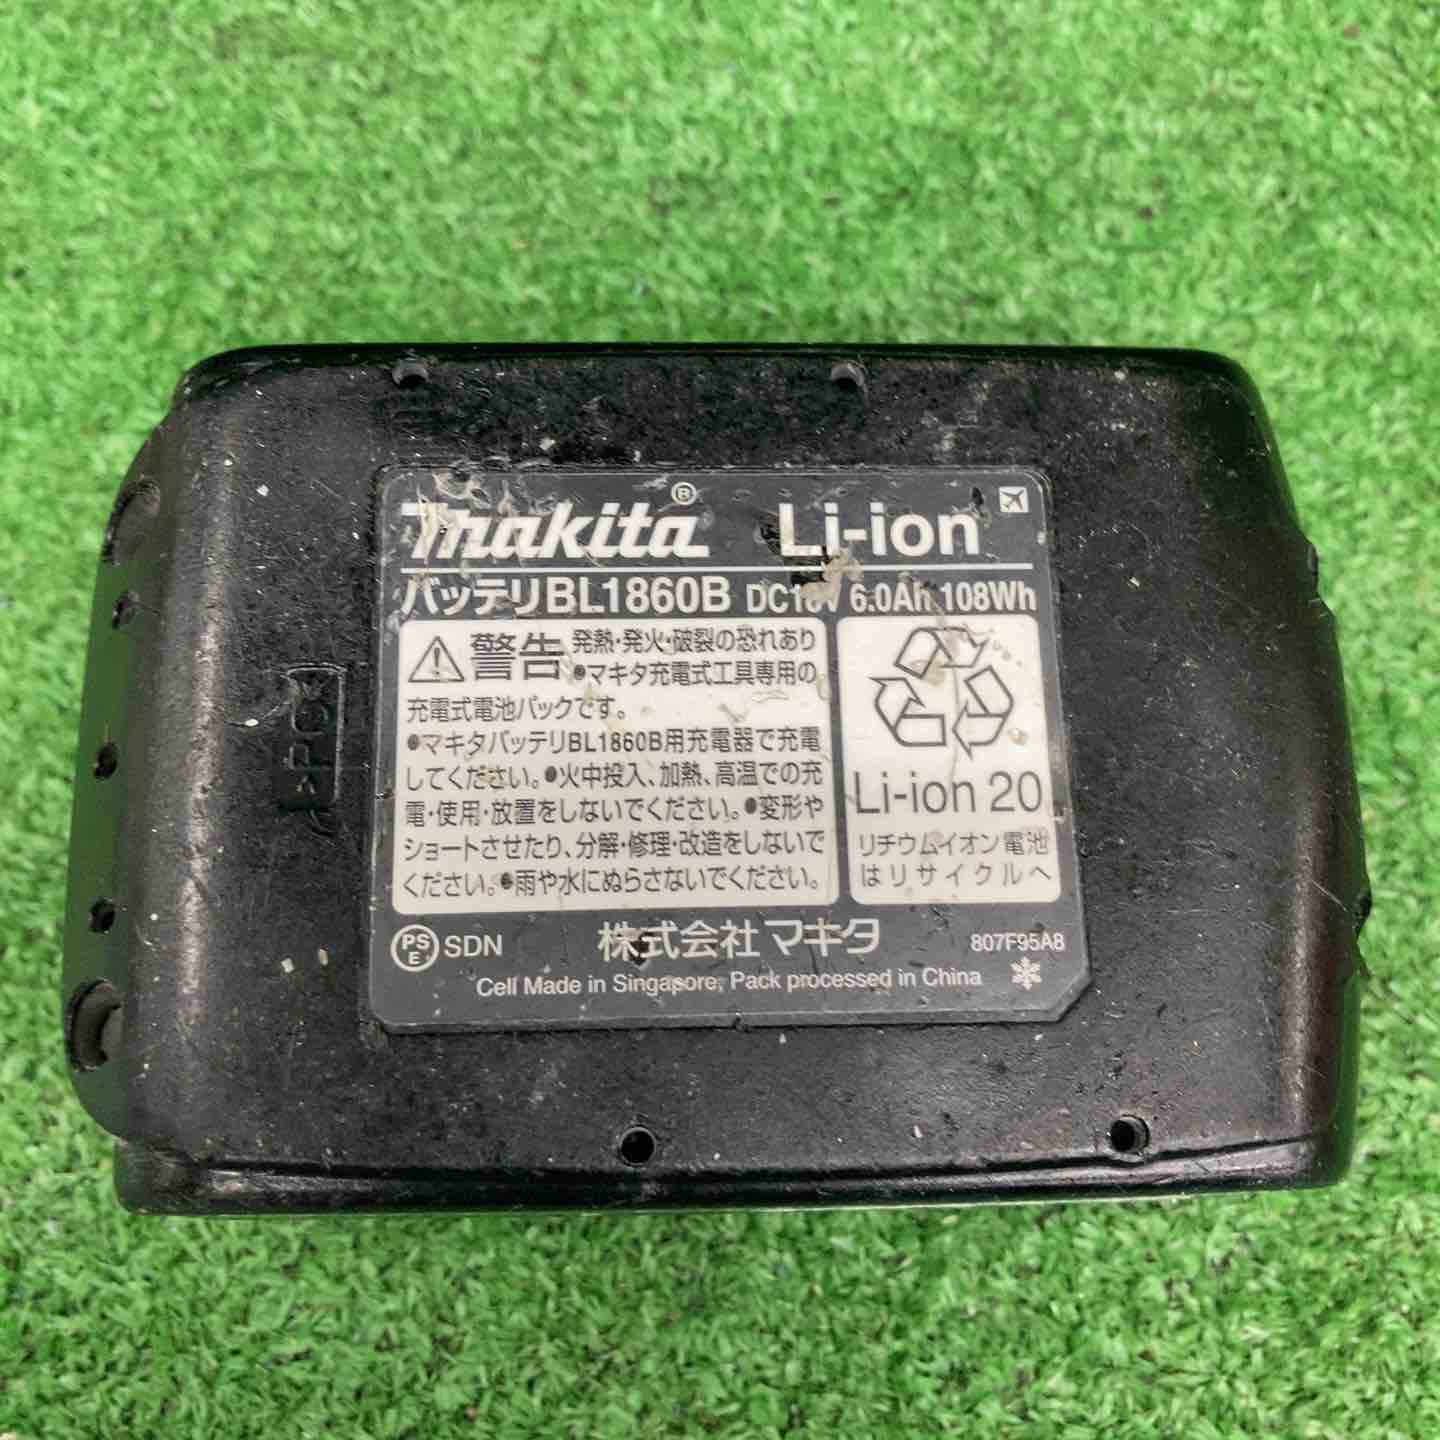 makita® Li-ion
バッテリBL1860B DC18V 6.0Ah 108Wh
警告 発熱・発火・破裂の恐れあり
●マキタ充電式工具専用の
充電式電池パックです。
●マキタバッテリBL1860B用充電器で充電
してください。●火中投入、加熱、高温での充
電・使用・放置をしないでください。●変形や
ショートさせたり、分解・修理・改造をしないで
ください。●雨や水にぬらさないでください。
Li-ion 20
リチウムイオン電池
はリサイクルへ
PSE SDN 株式会社マキタ 807F95A8
Cell Made in Singapore, Pack processed in China